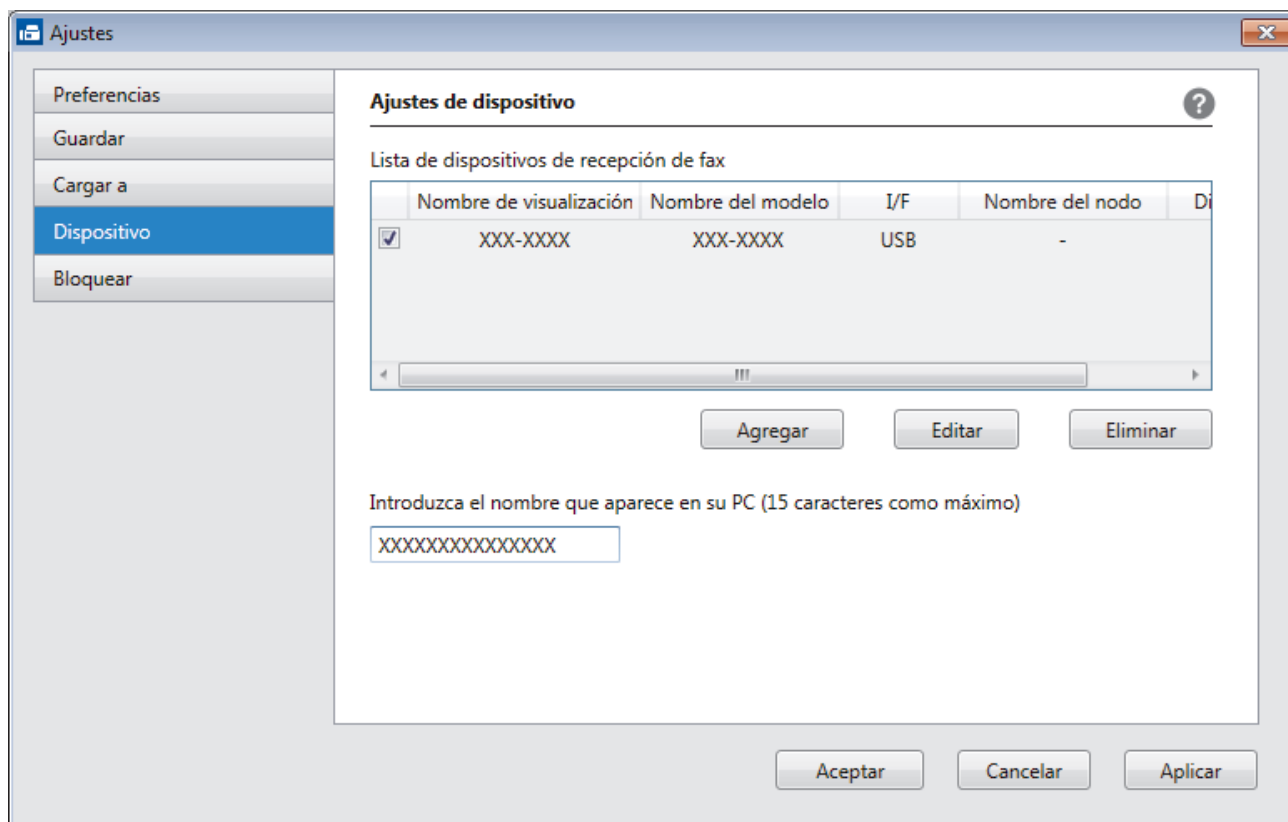 Ajustes
Preferencias
Guardar
Cargar a
Dispositivo
Bloquear
Ajustes de dispositivo
?
Lista de dispositivos de recepción de fax
Nombre de visualización Nombre del modelo I/F Nombre del nodo Di
XXX-XXXX XXX-XXXX USB -
Agregar Editar Eliminar
Introduzca el nombre que aparece en su PC (15 caracteres como máximo)
XXXXXXXXXXXXXXX
Aceptar Cancelar Aplicar